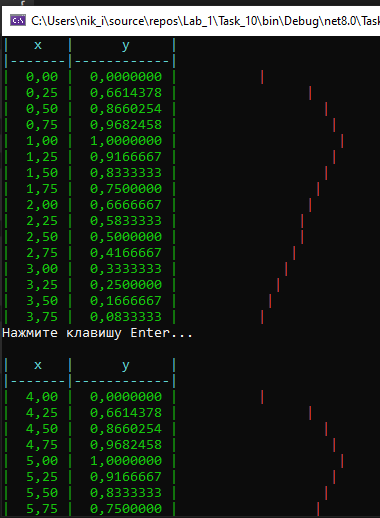 C:\Users\nik_i\source\repos\Lab_1\Task_10\bin\Debug\net8.0\Task
| x | y |
|-------|-----------|
| 0,00 | 0,0000000 | |
| 0,25 | 0,6614378 | |
| 0,50 | 0,8660254 | |
| 0,75 | 0,9682458 | |
| 1,00 | 1,0000000 | |
| 1,25 | 0,9166667 | |
| 1,50 | 0,8333333 | |
| 1,75 | 0,7500000 | |
| 2,00 | 0,6666667 | |
| 2,25 | 0,5833333 | |
| 2,50 | 0,5000000 | |
| 2,75 | 0,4166667 | |
| 3,00 | 0,3333333 | |
| 3,25 | 0,2500000 | |
| 3,50 | 0,1666667 | |
| 3,75 | 0,0833333 | |
Нажмите клавишу Enter...
| x | y |
|-------|-----------|
| 4,00 | 0,0000000 | |
| 4,25 | 0,6614378 | |
| 4,50 | 0,8660254 | |
| 4,75 | 0,9682458 | |
| 5,00 | 1,0000000 | |
| 5,25 | 0,9166667 | |
| 5,50 | 0,8333333 | |
| 5,75 | 0,7500000 | |